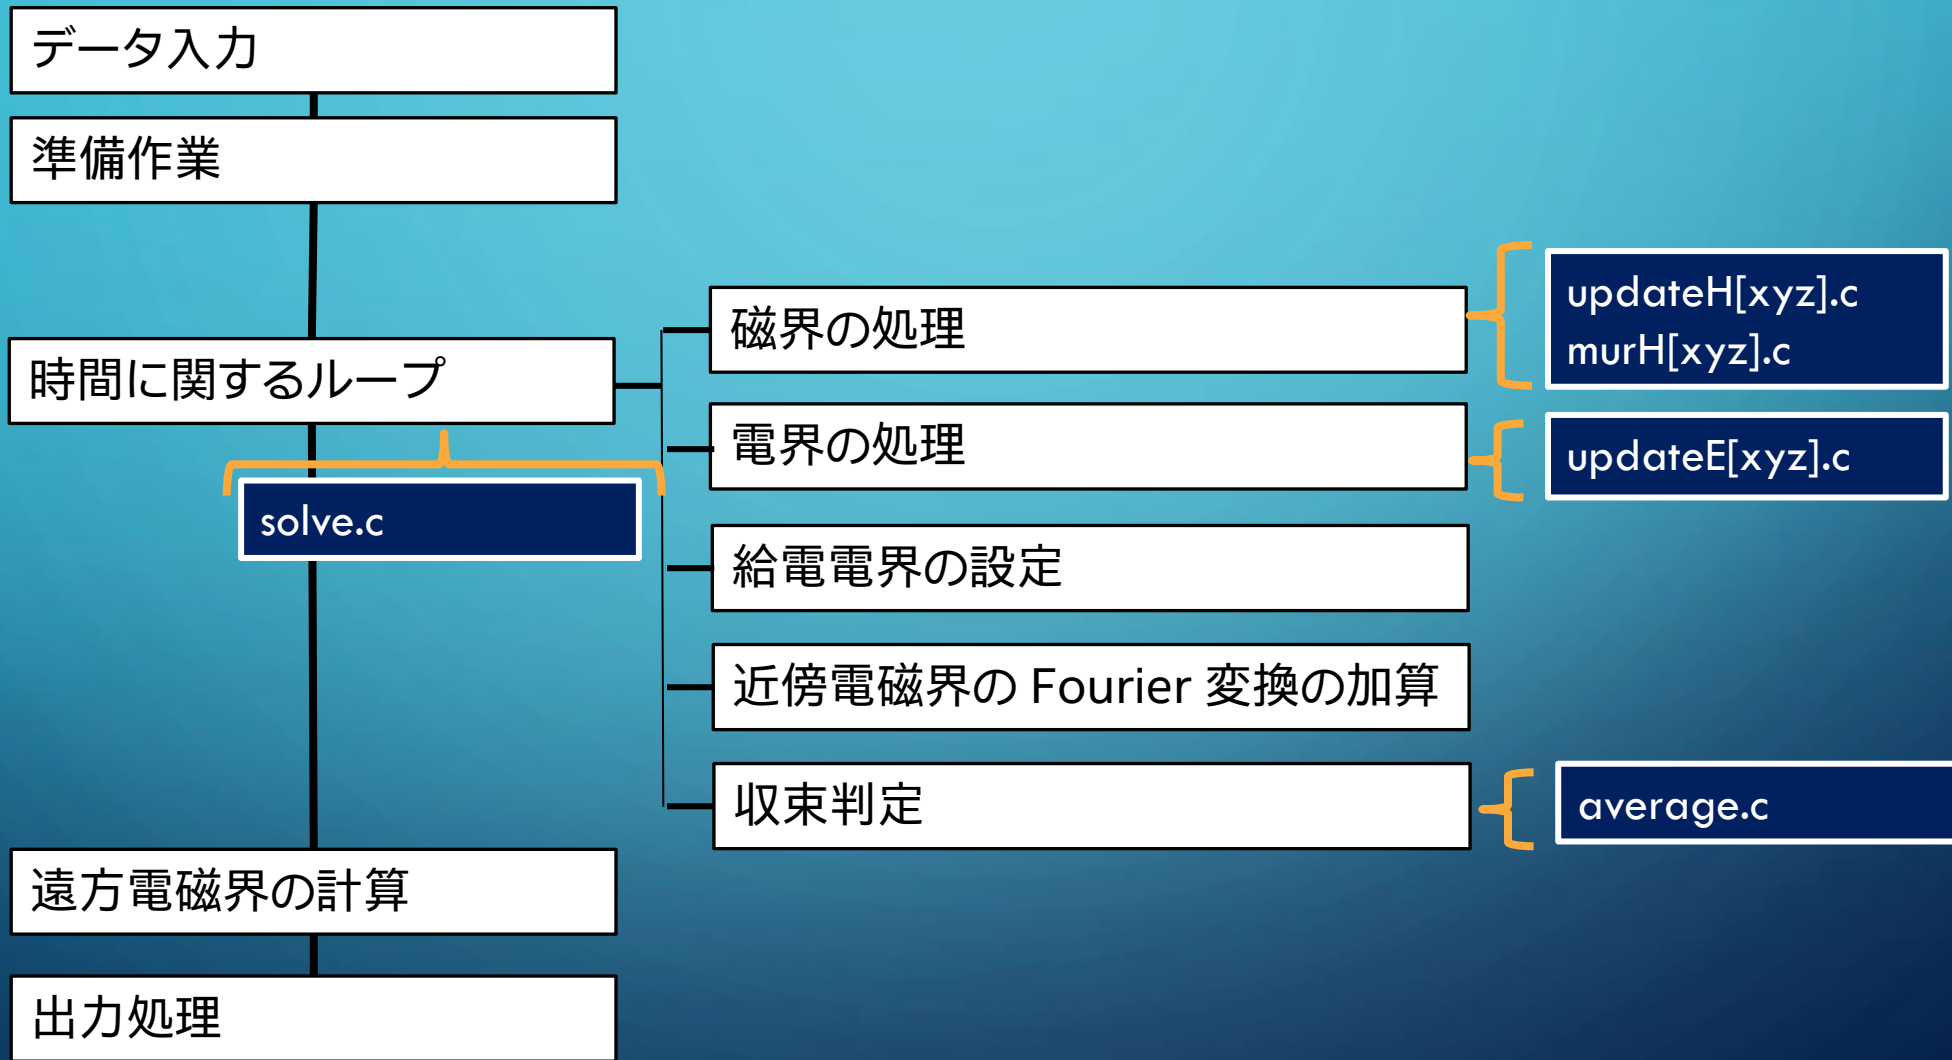 データ入力
準備作業
時間に関するループ
solve.c
磁界の処理
updateH[xyz].c
murH[xyz].c
電界の処理
updateE[xyz].c
給電電界の設定
近傍電磁界の Fourier 変換の加算
収束判定
average.c
遠方電磁界の計算
出力処理